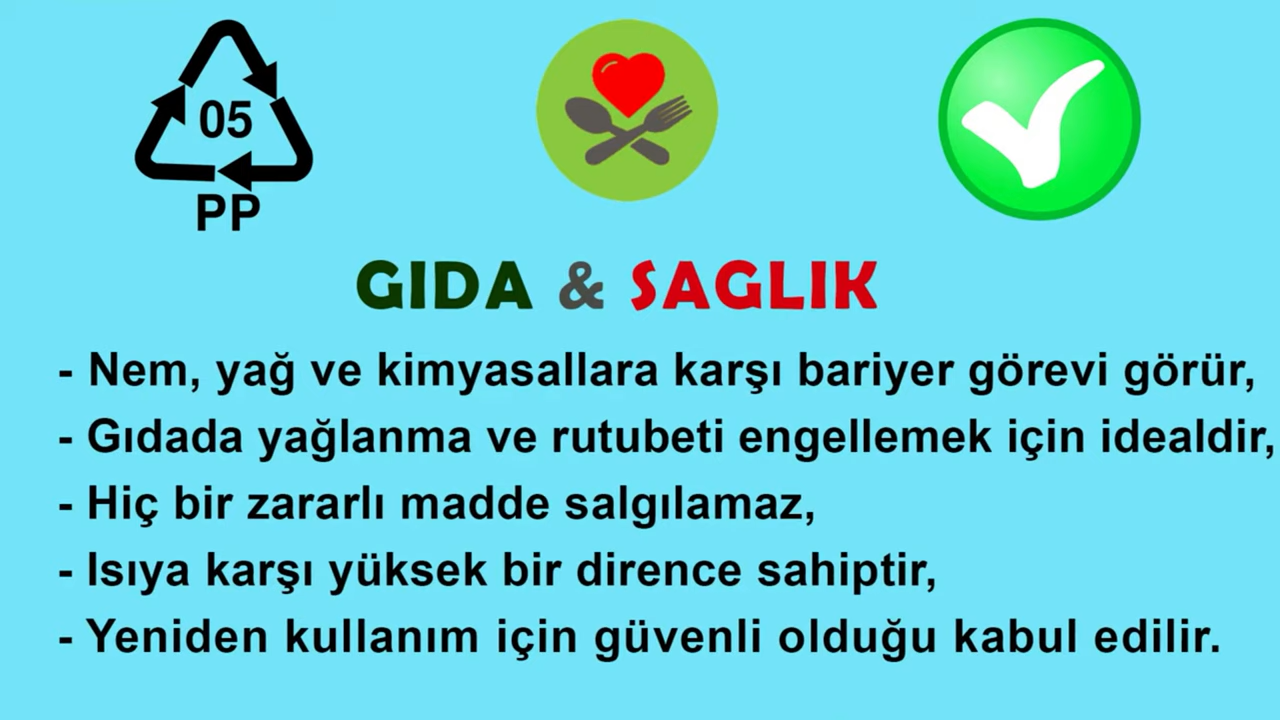 05
PP
GIDA & SAGLIK
- Nem, yağ ve kimyasallara karşı bariyer görevi görür,
- Gıdada yağlanma ve rutubeti engellemek için idealdir,
- Hiç bir zararlı madde salgılamaz,
- Isıya karşı yüksek bir dirence sahiptir,
- Yeniden kullanım için güvenli olduğu kabul edilir.